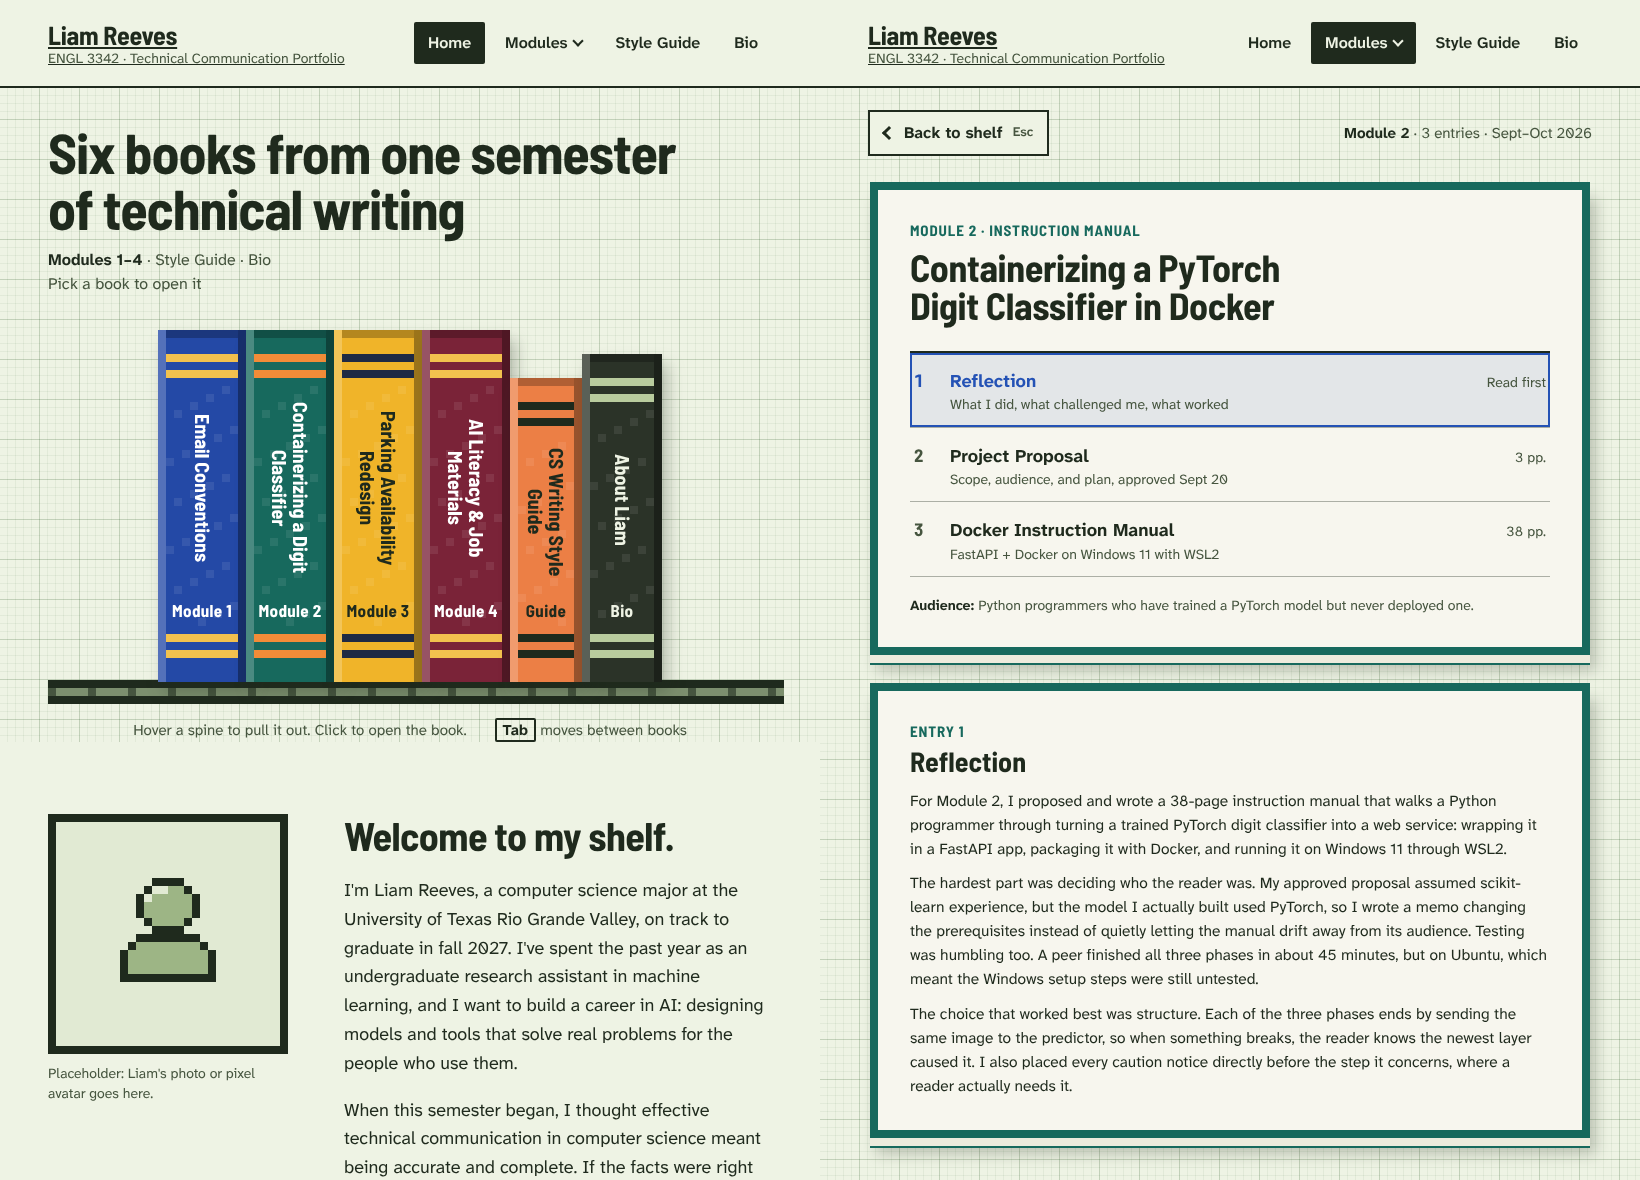 Liam Reeves
ENGL 3342 · Technical Communication Portfolio
Home
Modules
Style Guide
Bio
Six books from one semester
of technical writing
Modules 1–4 · Style Guide · Bio
Pick a book to open it
Email Conventions
Module 1
Containerizing a Digit
Classifier
Module 2
Parking Availability
Redesign
Module 3
AI Literacy & Job
Materials
Module 4
CS Writing Style
Guide
Guide
About Liam
Bio
Hover a spine to pull it out. Click to open the book.
Tab moves between books
Placeholder: Liam's photo or pixel
avatar goes here.
Welcome to my shelf.
I'm Liam Reeves, a computer science major at the
University of Texas Rio Grande Valley, on track to
graduate in fall 2027. I've spent the past year as an
undergraduate research assistant in machine
learning, and I want to build a career in AI: designing
models and tools that solve real problems for the
people who use them.
When this semester began, I thought effective
technical communication in computer science meant
being accurate and complete. If the facts were right
Liam Reeves
ENGL 3342 · Technical Communication Portfolio
Home
Modules
Style Guide
Bio
Back to shelf Esc
Module 2 · 3 entries · Sept–Oct 2026
MODULE 2 · INSTRUCTION MANUAL
Containerizing a PyTorch
Digit Classifier in Docker
1 Reflection Read first
What I did, what challenged me, what worked
2 Project Proposal 3 pp.
Scope, audience, and plan, approved Sept 20
3 Docker Instruction Manual 38 pp.
FastAPI + Docker on Windows 11 with WSL2
Audience: Python programmers who have trained a PyTorch model but never deployed one.
ENTRY 1
Reflection
For Module 2, I proposed and wrote a 38-page instruction manual that walks a Python
programmer through turning a trained PyTorch digit classifier into a web service: wrapping it
in a FastAPI app, packaging it with Docker, and running it on Windows 11 through WSL2.
The hardest part was deciding who the reader was. My approved proposal assumed scikit-
learn experience, but the model I actually built used PyTorch, so I wrote a memo changing
the prerequisites instead of quietly letting the manual drift away from its audience. Testing
was humbling too. A peer finished all three phases in about 45 minutes, but on Ubuntu, which
meant the Windows setup steps were still untested.
The choice that worked best was structure. Each of the three phases ends by sending the
same image to the predictor, so when something breaks, the reader knows the newest layer
caused it. I also placed every caution notice directly before the step it concerns, where a
reader actually needs it.